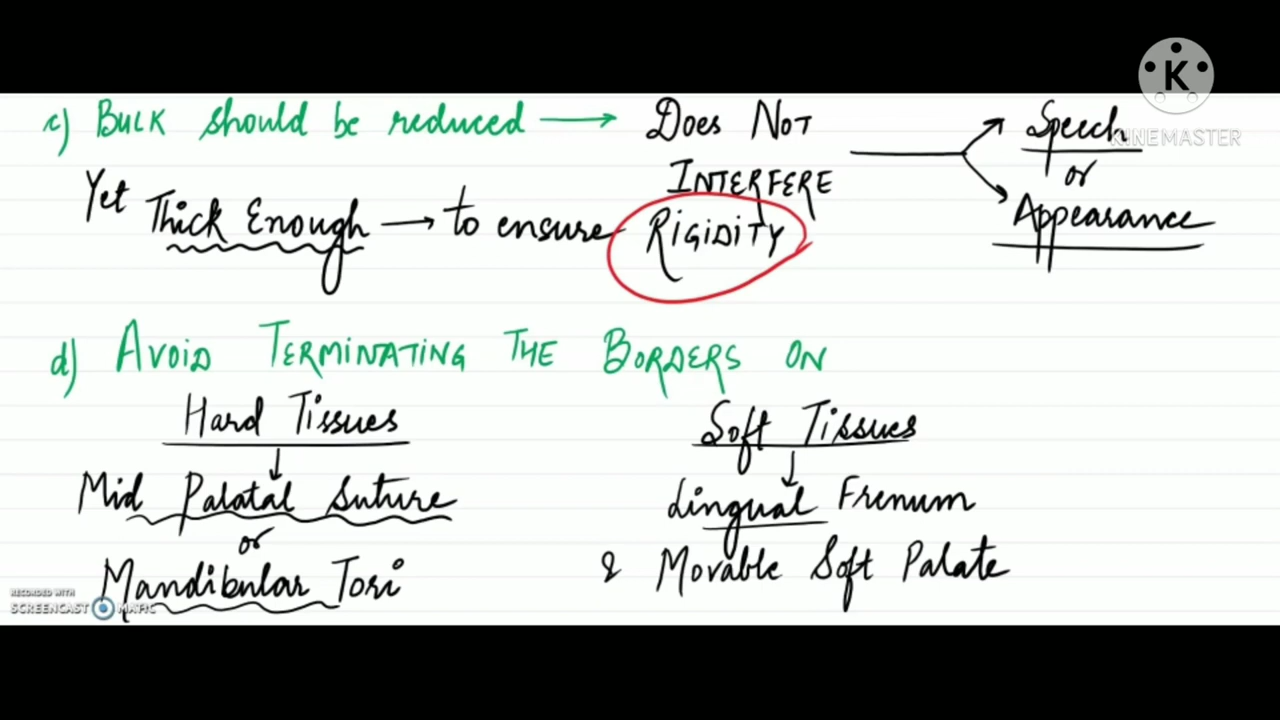 K
KINEMASTER
c) BULK should be reduced → Does NOT
INTERFERE
Speech
or
Appearance
Yet Thick Enough → to ensure RIGIDITY
d) AVOID TERMINATING THE BORDERS ON
Hard Tissues
Mid Palatal Suture
or
Mandibular Tori
Soft Tissues
Lingual Frenum
& Movable Soft Palate
RECORDED WITH
SCREENCAST MATIC